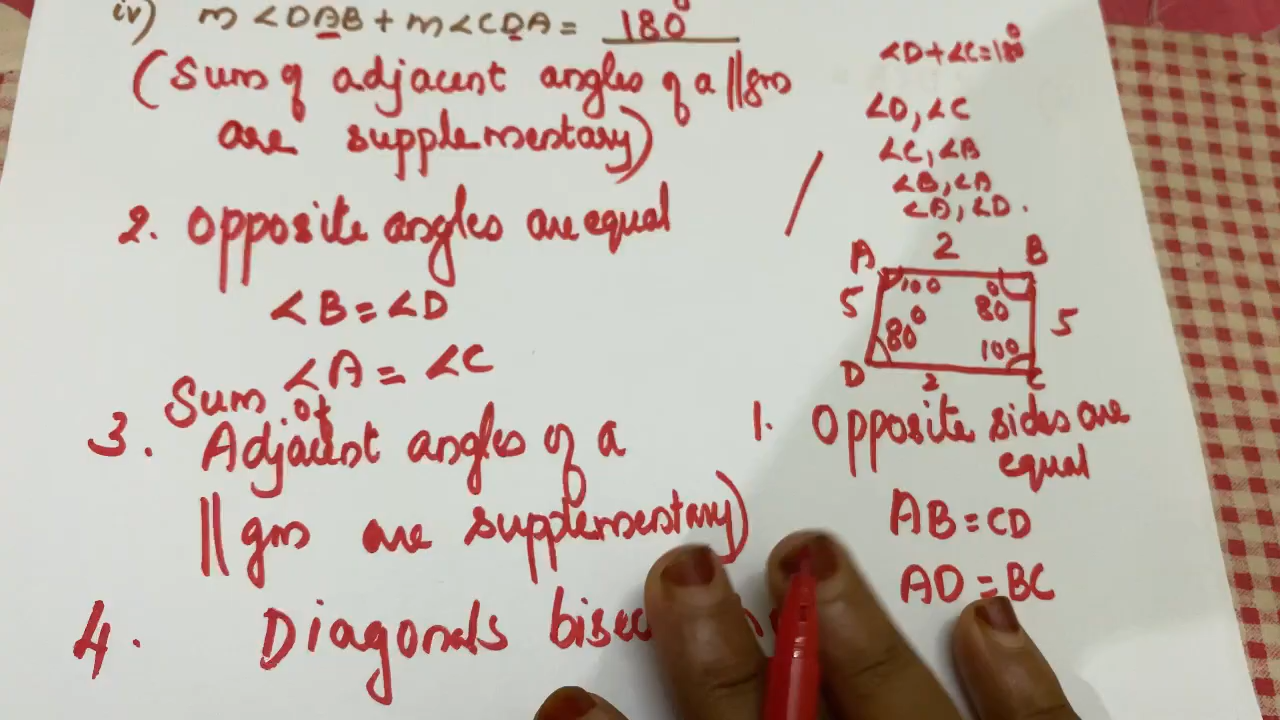 iv) m∠DAB + m∠CDA = 180°
(Sum of adjacent angles of a ||gm
are supplementary)
2. Opposite angles are equal
∠B = ∠D
∠A = ∠C
Sum of
3. Adjacent angles of a
||gm are supplementary)
4. Diagonals
∠D + ∠C = 180°
∠D, ∠C
∠C, ∠B
∠B, ∠A
∠A, ∠D.
A 2 B
100 80°
5 5
80° 100
D 2 C
1. Opposite sides are
equal
AB = CD
AD = BC